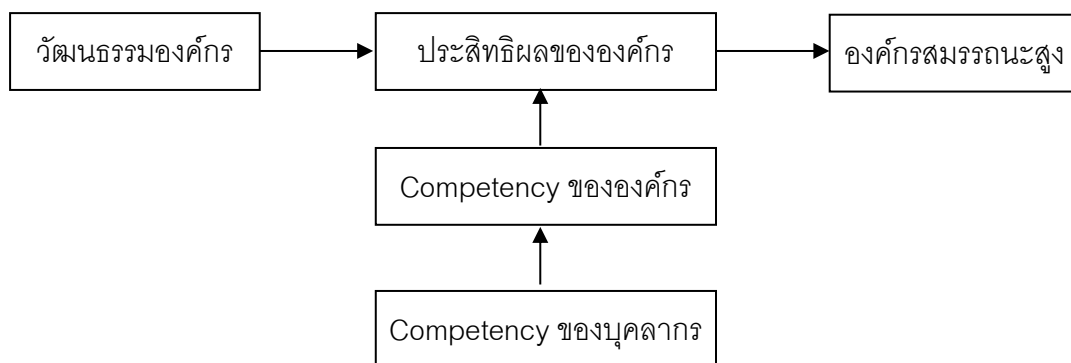 วัฒนธรรมองค์กร
ประสิทธิผลขององค์กร
องค์กรสมรรถนะสูง
Competency ขององค์กร
Competency ของบุคลากร